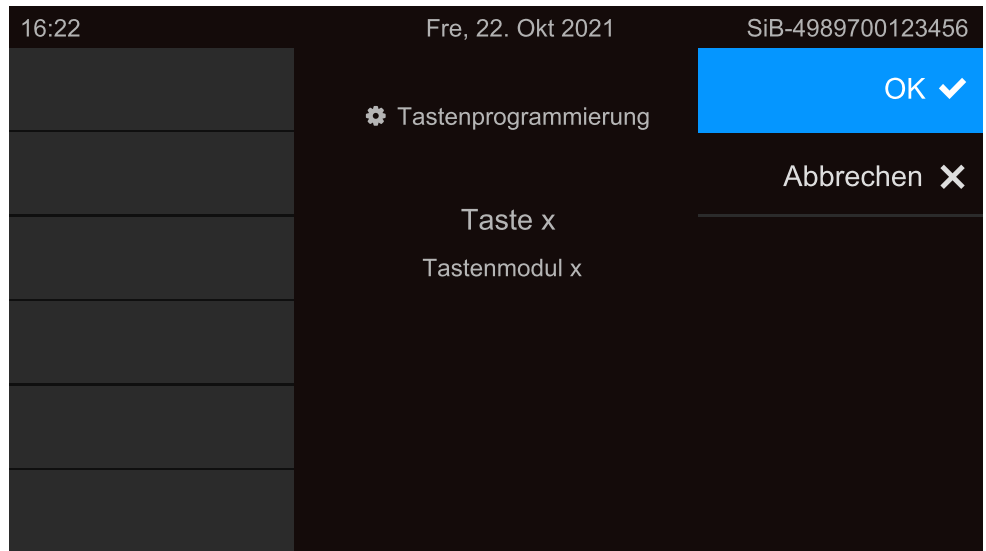 16:22 Fre, 22. Okt 2021 SiB-4989700123456
OK
Tastenprogrammierung
Abbrechen
Taste x
Tastenmodul x